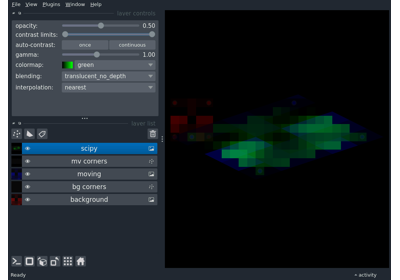 File View Plugins Window Help
layer controls
opacity: 0.50
contrast limits:
auto-contrast: once continuous
gamma: 1.00
colormap: green
blending: translucent_no_depth
interpolation: nearest
layer list
scipy
mv corners
moving
bg corners
background
Ready activity